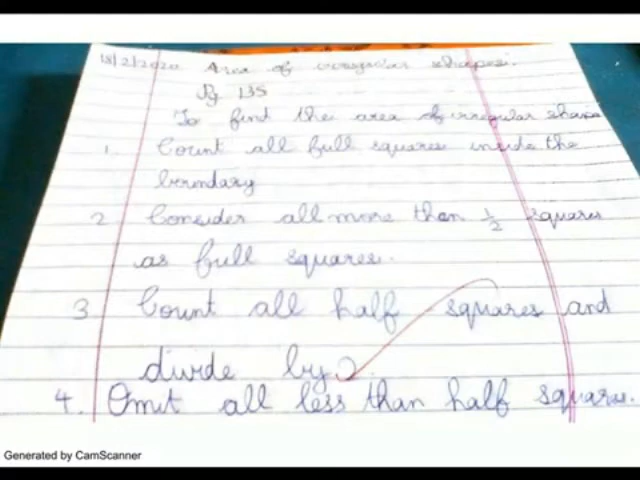 18/2/2020 Area of irregular shapes.
Pg 135
To find the area of irregular shape
1. Count all full squares inside the
boundary
2 Consider all more than 1/2 squares
as full squares.
3 Count all half squares and
divide by 2.
4. Omit all less than half squares.
Generated by CamScanner